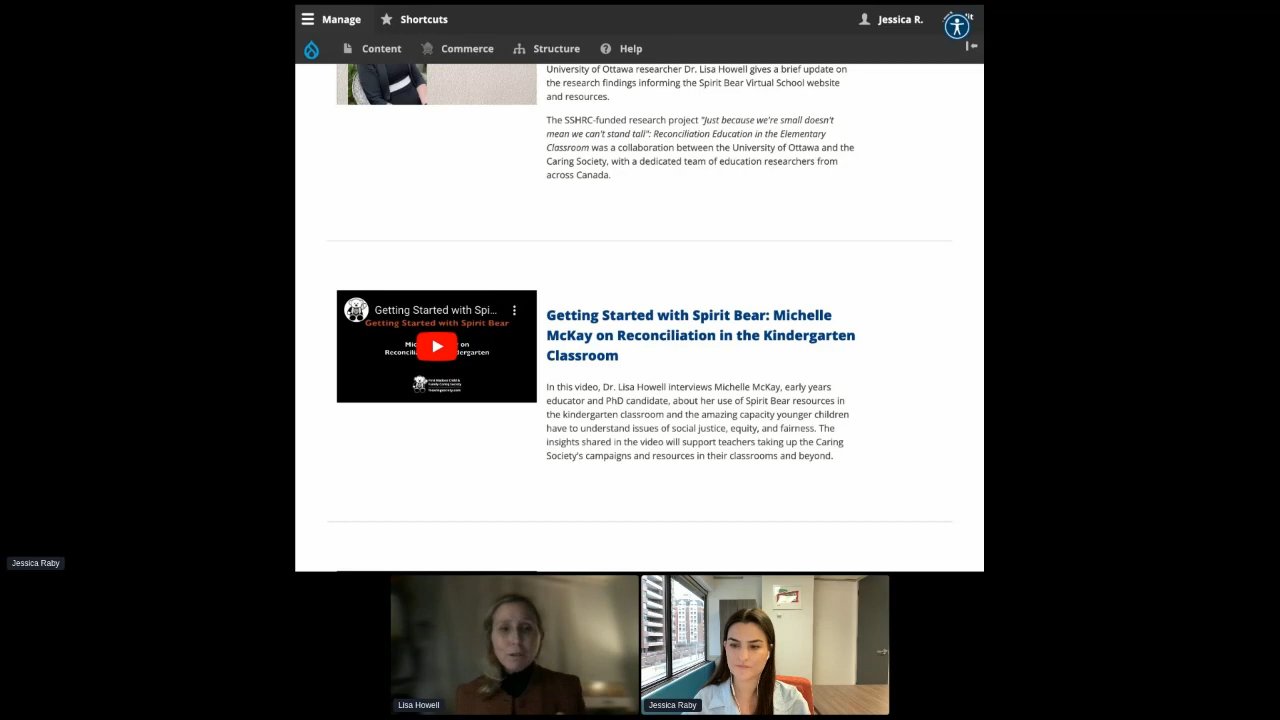 Manage
Shortcuts
Jessica R.
Content
Commerce
Structure
Help
University of Ottawa researcher Dr. Lisa Howell gives a brief update on
the research findings informing the Spirit Bear Virtual School website
and resources.
The SSHRC-funded research project "Just because we're small doesn't
mean we can't stand tall": Reconciliation Education in the Elementary
Classroom was a collaboration between the University of Ottawa and the
Caring Society, with a dedicated team of education researchers from
across Canada.
Getting Started with Spi...
Getting Started with Spirit Bear
on
Getting Started with Spirit Bear: Michelle
McKay on Reconciliation in the Kindergarten
Classroom
In this video, Dr. Lisa Howell interviews Michelle McKay, early years
educator and PhD candidate, about her use of Spirit Bear resources in
the kindergarten classroom and the amazing capacity younger children
have to understand issues of social justice, equity, and fairness. The
insights shared in the video will support teachers taking up the Caring
Society's campaigns and resources in their classrooms and beyond.
Jessica Raby
Lisa Howell
Jessica Raby